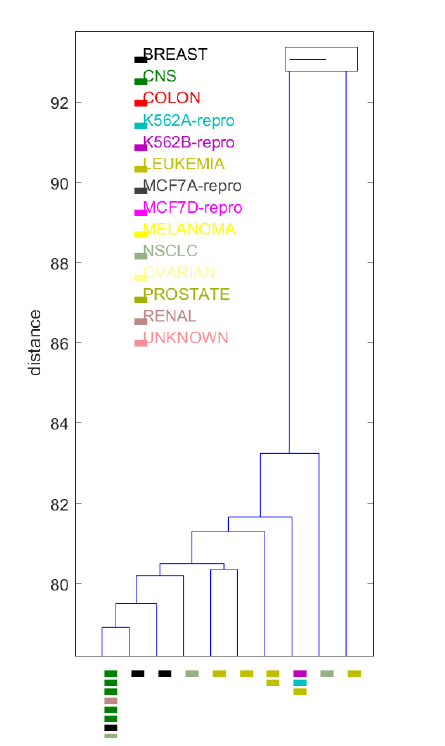 BREAST
CNS
COLON
K562A-repro
K562B-repro
LEUKEMIA
MCF7A-repro
MCF7D-repro
MELANOMA
NSCLC
OVARIAN
PROSTATE
RENAL
UNKNOWN
92
90
88
86
84
82
80
distance